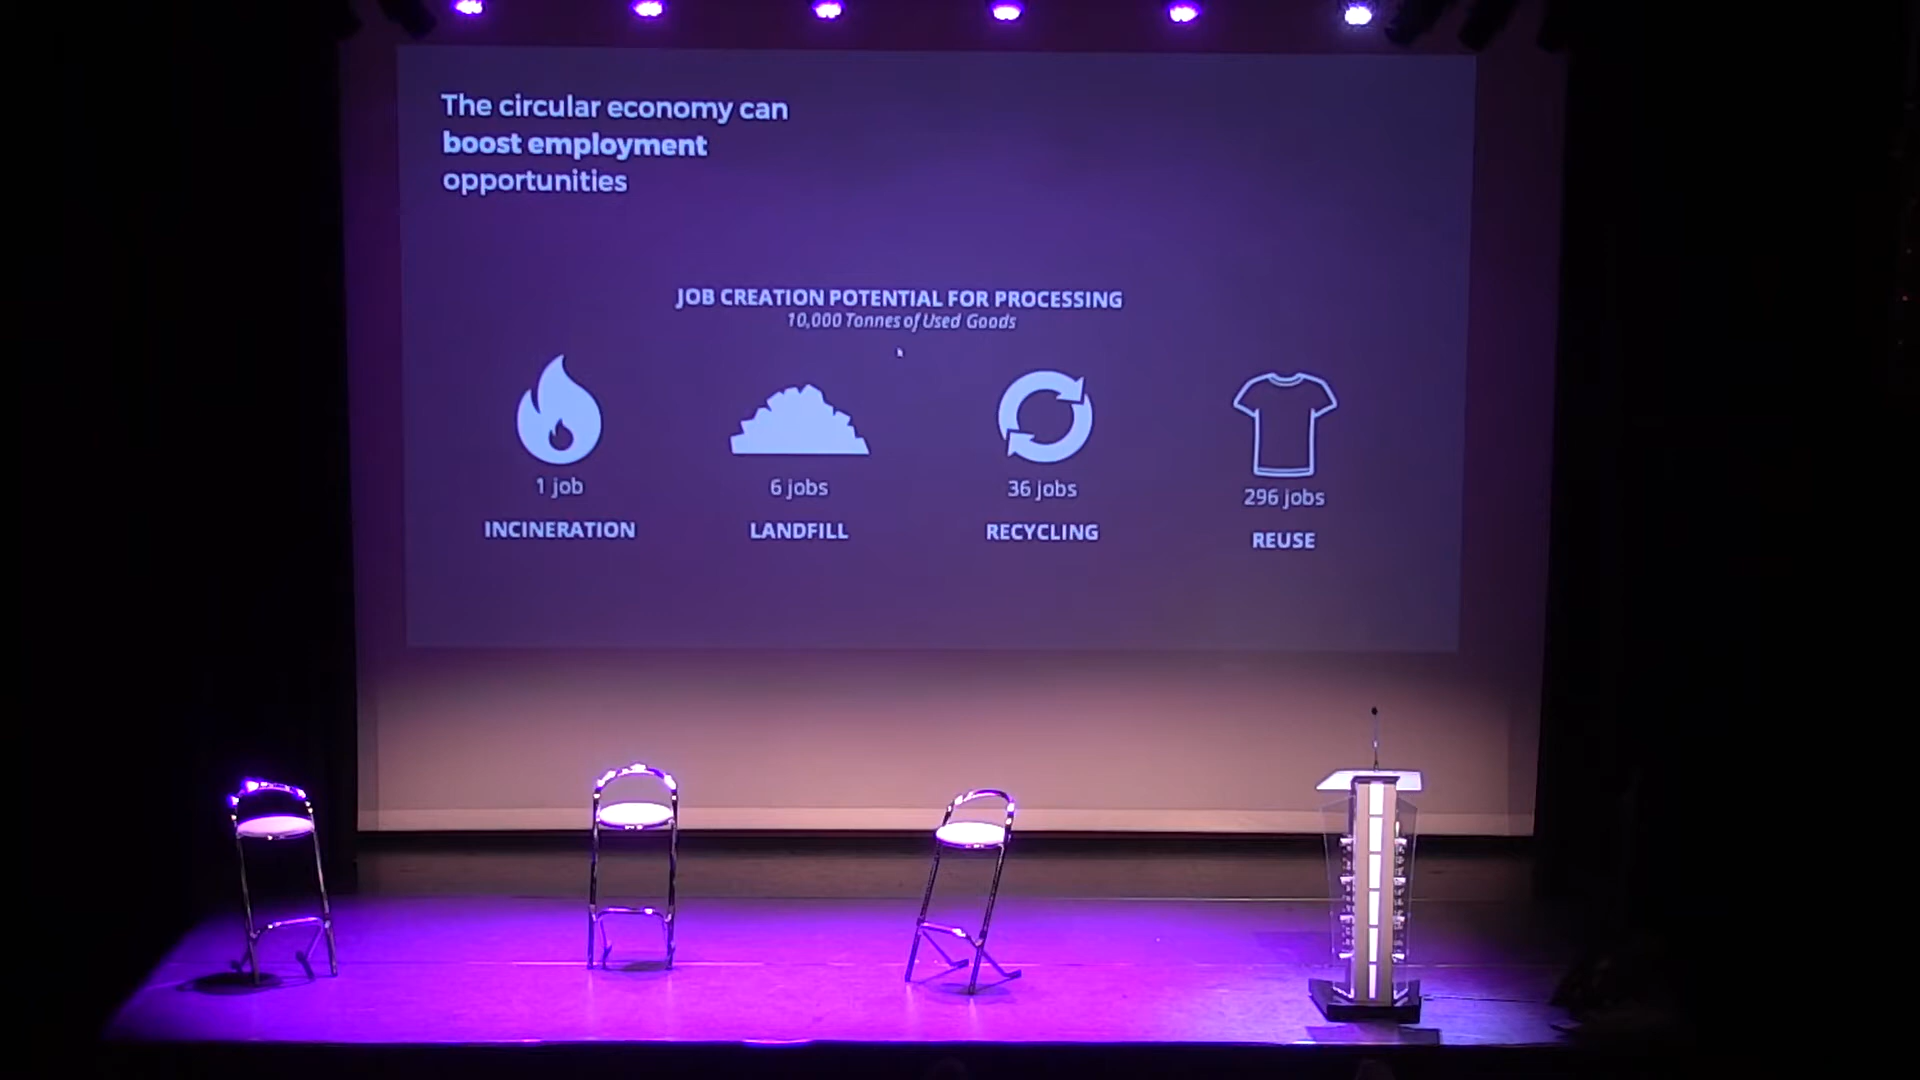 The circular economy can
boost employment
opportunities
JOB CREATION POTENTIAL FOR PROCESSING
10,000 Tonnes of Used Goods
1 job
INCINERATION
6 jobs
LANDFILL
36 jobs
RECYCLING
296 jobs
REUSE